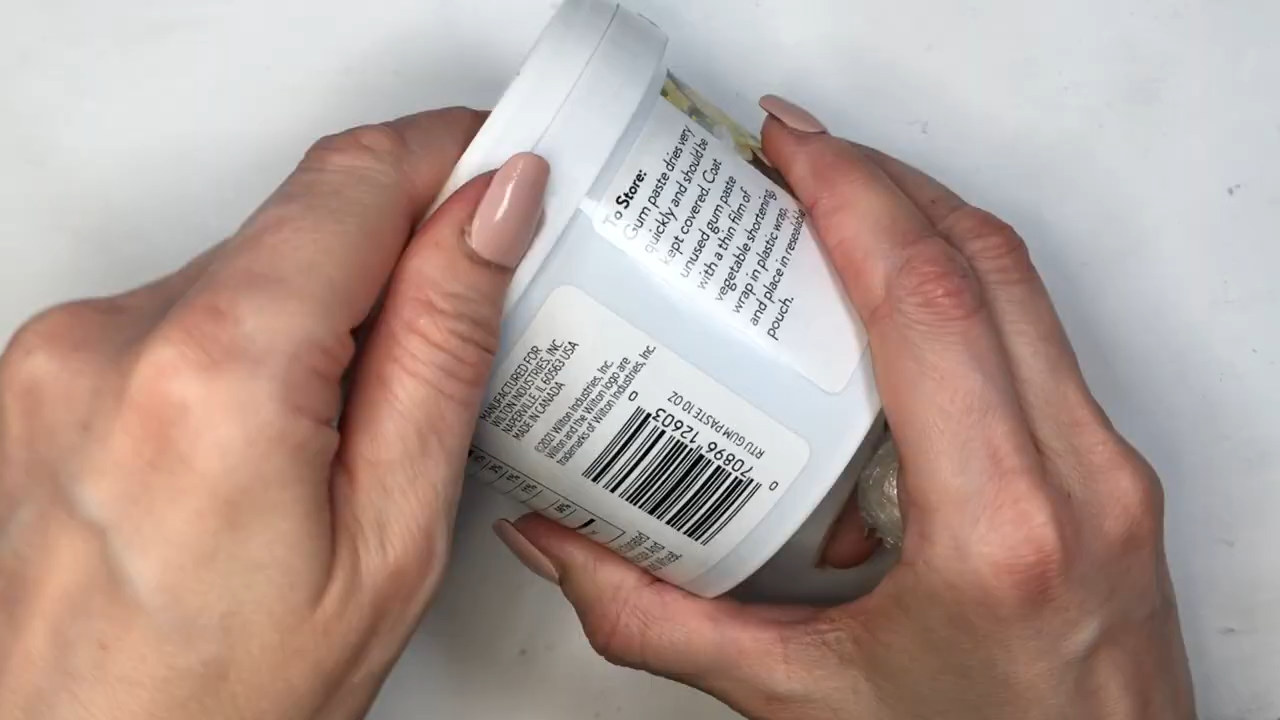 To Store:
Gum paste dries very
quickly and should be
kept covered. Coat
unused gum paste
with a thin film of
vegetable shortening,
wrap in plastic wrap,
and place in resealable
pouch.
MANUFACTURED FOR
WILTON INDUSTRIES, INC.
NAPERVILLE, IL 60563 USA
MADE IN CANADA
©2021 Wilton Industries, Inc.
Wilton and the Wilton logo are
trademarks of Wilton Industries, Inc.
0 70896 12603 0
RTU GUM PASTE 10 OZ